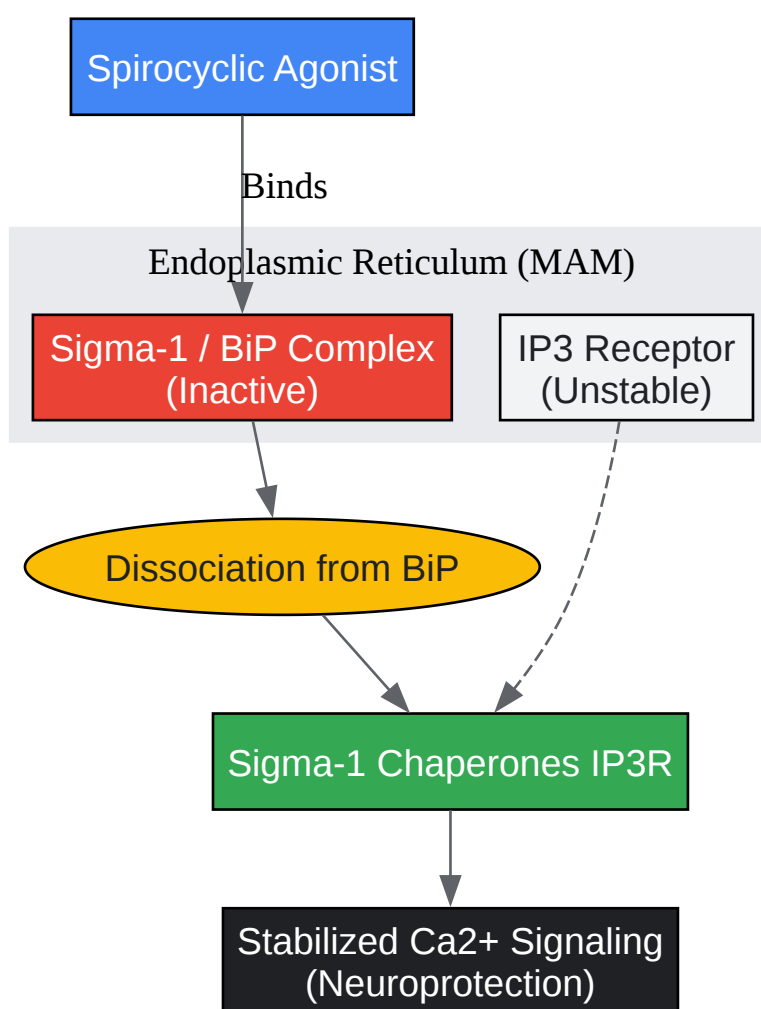 Spirocyclic Agonist
Binds
Endoplasmic Reticulum (MAM)
Sigma-1 / BiP Complex
(Inactive)
IP3 Receptor
(Unstable)
Dissociation from BiP
Sigma-1 Chaperones IP3R
Stabilized Ca2+ Signaling
(Neuroprotection)